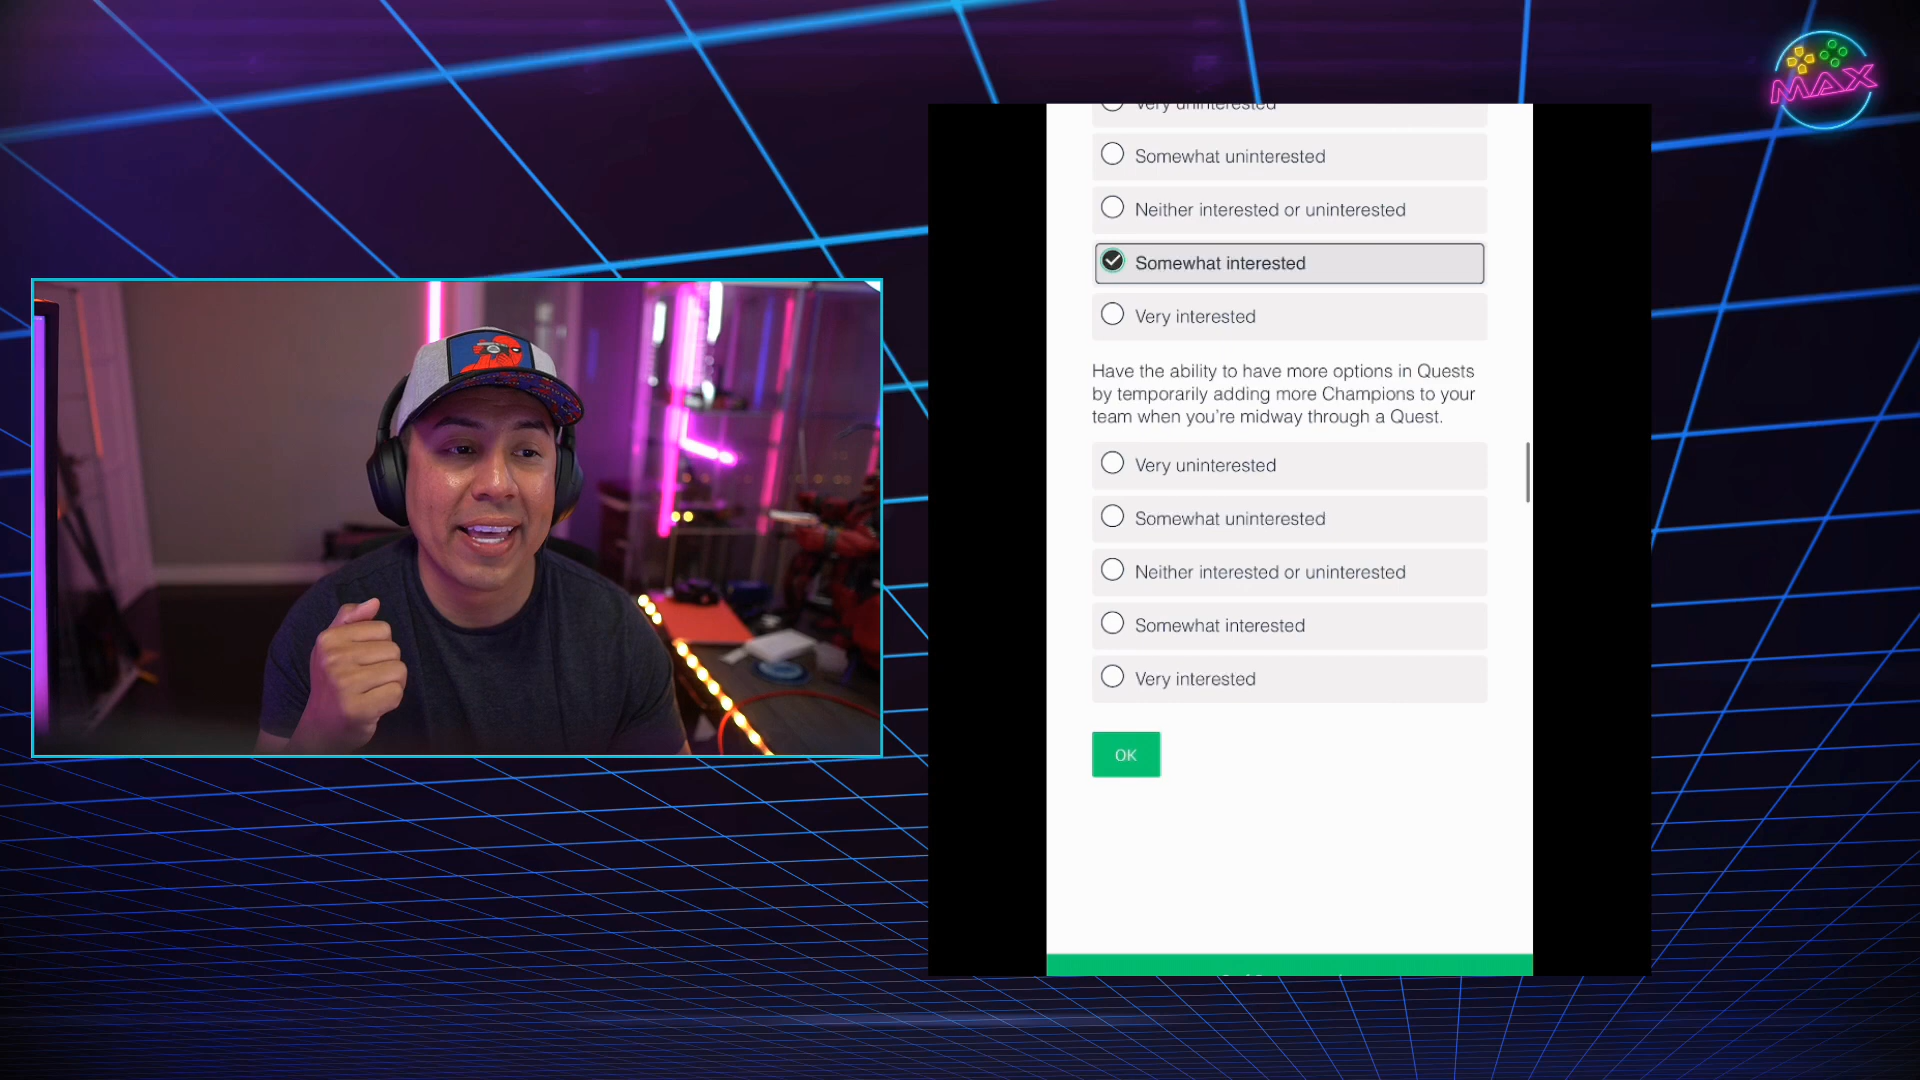 MAX
Very uninterested
Somewhat uninterested
Neither interested or uninterested
Somewhat interested
Very interested
Have the ability to have more options in Quests
by temporarily adding more Champions to your
team when you're midway through a Quest.
Very uninterested
Somewhat uninterested
Neither interested or uninterested
Somewhat interested
Very interested
OK